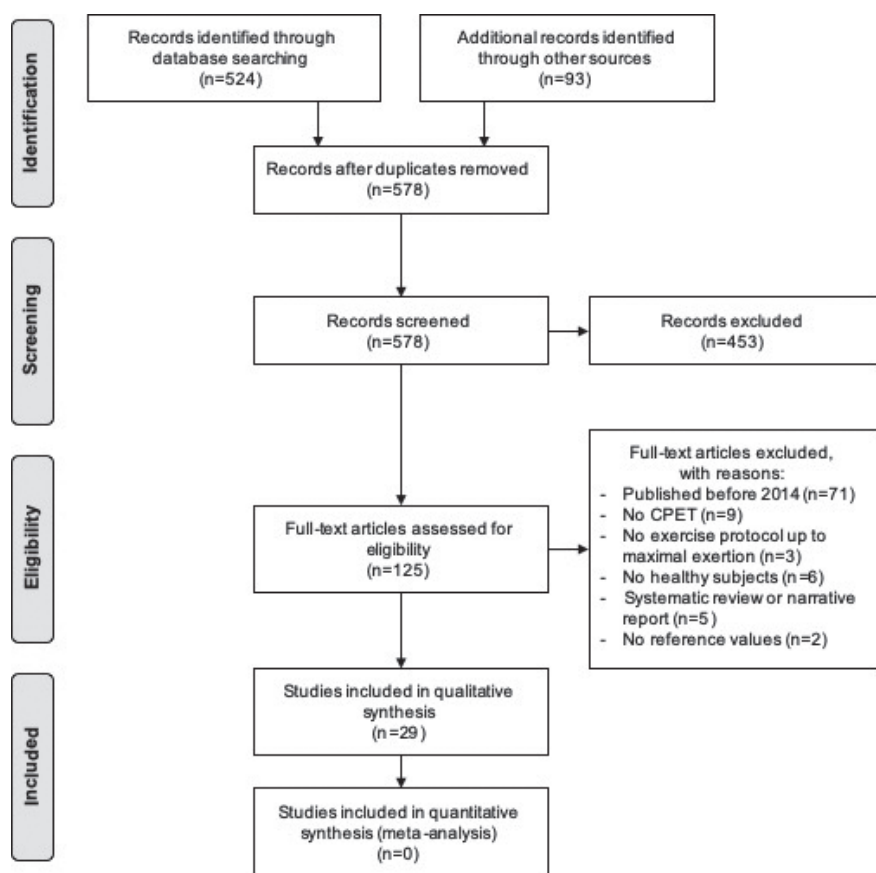 Identification
Records identified through
database searching
(n=524)
Additional records identified
through other sources
(n=93)
Records after duplicates removed
(n=578)
Screening
Records screened
(n=578)
Records excluded
(n=453)
Eligibility
Full-text articles assessed for
eligibility
(n=125)
Full-text articles excluded,
with reasons:
- Published before 2014 (n=71)
- No CPET (n=9)
- No exercise protocol up to
maximal exertion (n=3)
- No healthy subjects (n=6)
- Systematic review or narrative
report (n=5)
- No reference values (n=2)
Included
Studies included in qualitative
synthesis
(n=29)
Studies included in quantitative
synthesis (meta-analysis)
(n=0)